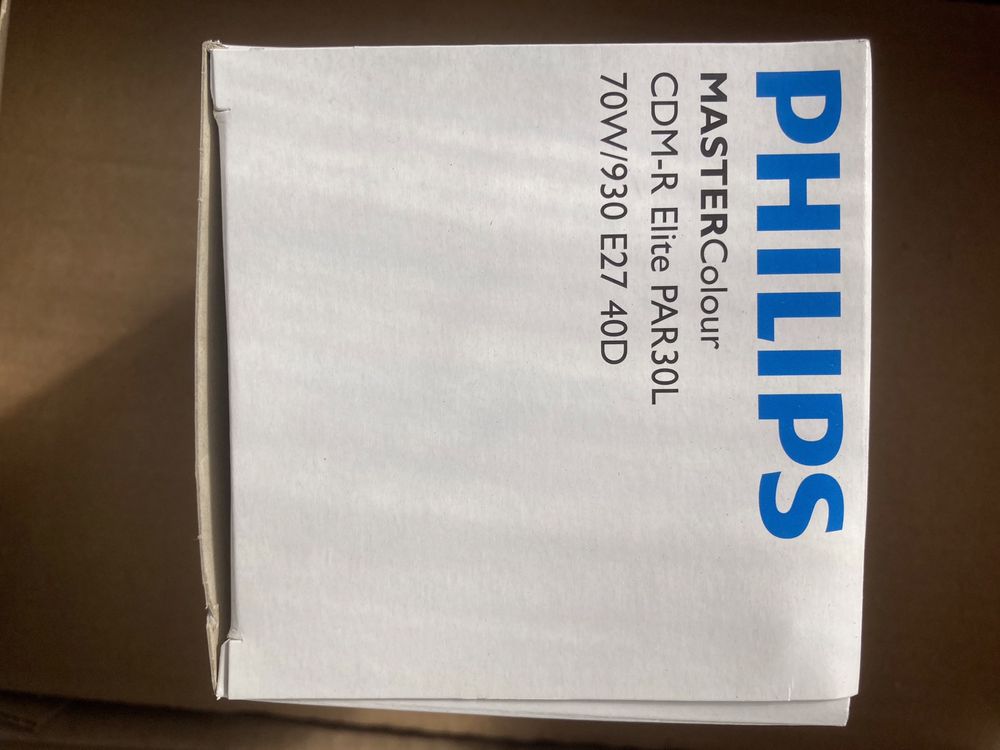 PHILIPS
MASTERColour
CDM-R Elite PAR30L
70W/930 E27 40D